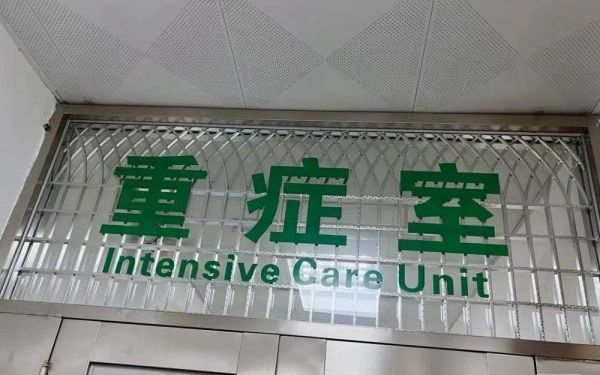 重症室
Intensive Care Unit